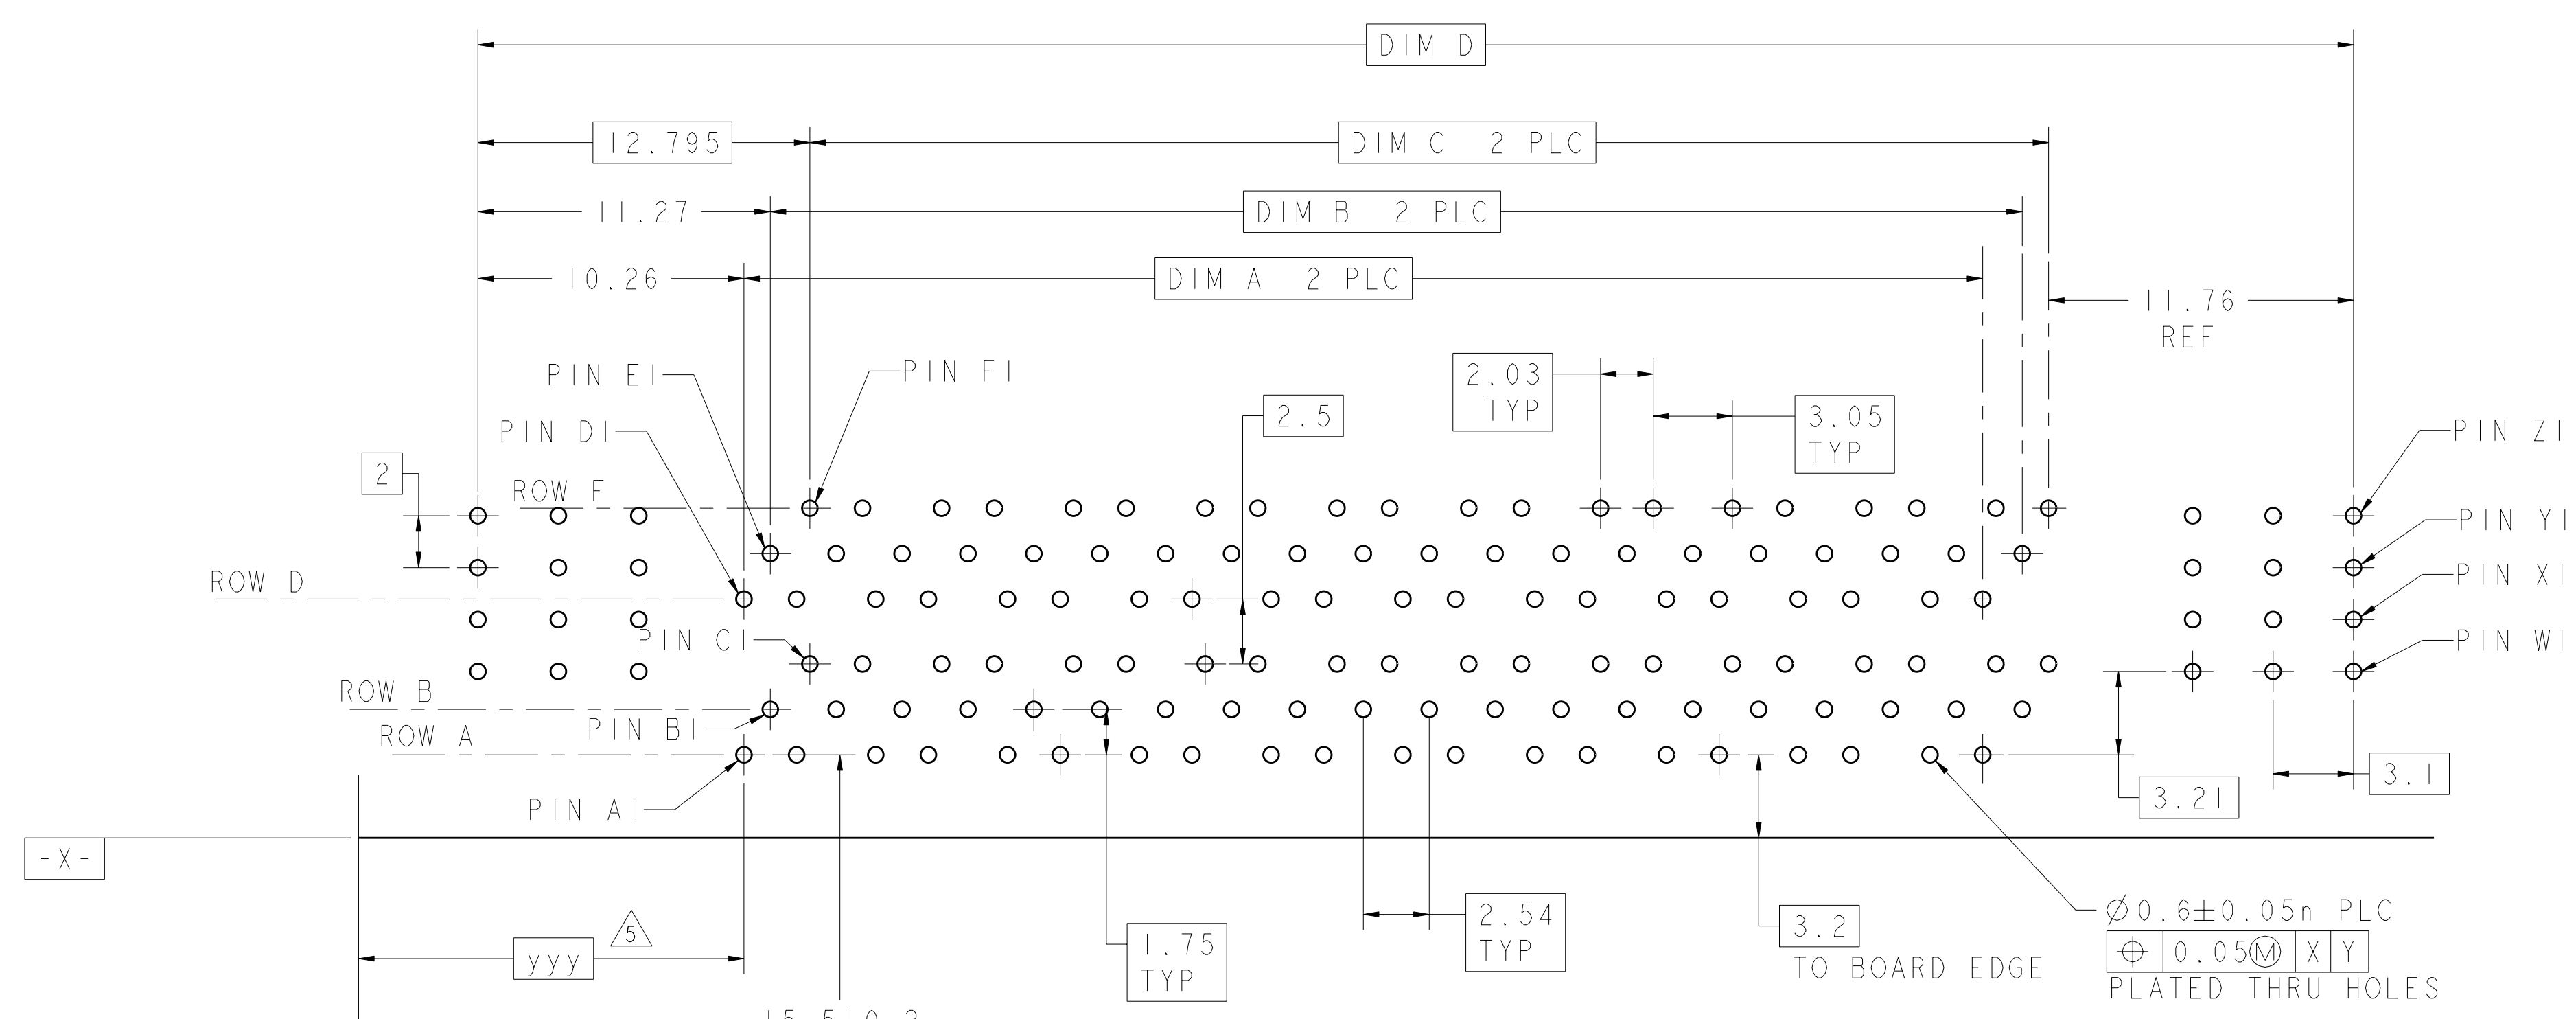 DIM D
12.795
DIM C 2 PLC
11.27
DIM B 2 PLC
10.26
DIM A 2 PLC
11.76
REF
PIN E1
PIN F1
2.03
TYP
2.5
3.05
TYP
PIN D1
PIN Z1
2
ROW F
PIN Y1
ROW D
PIN X1
PIN C1
PIN W1
ROW B
PIN B1
ROW A
3.1
3.21
PIN A1
-X-
2.54
TYP
3.2
TO BOARD EDGE
Ø0.6±0.05n PLC
⌖ 0.05Ⓜ X Y
PLATED THRU HOLES
5
yyy
1.75
TYP